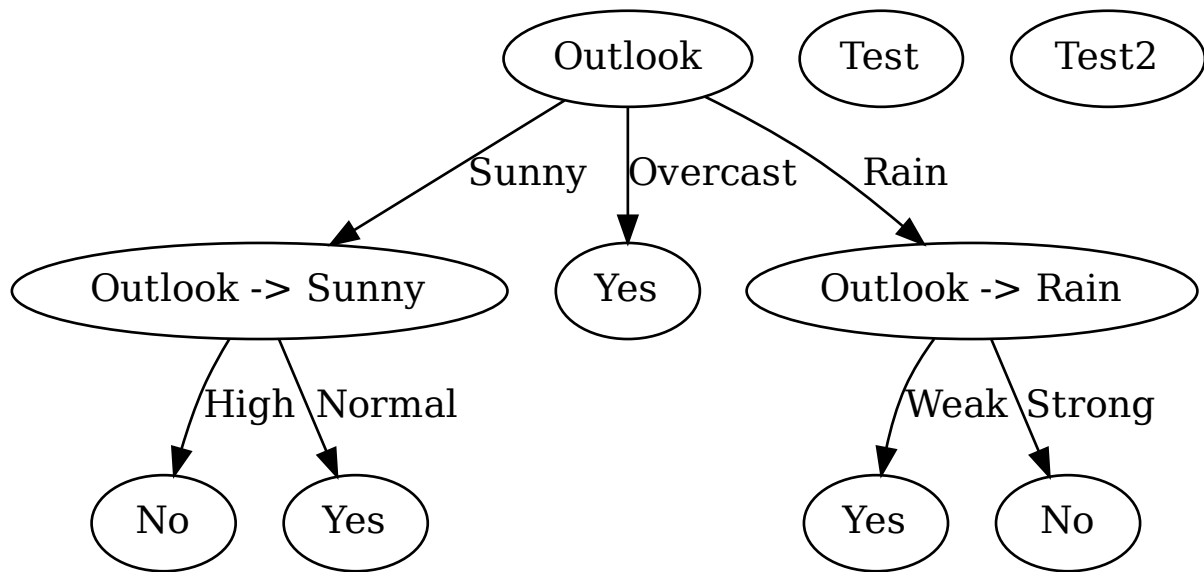 Outlook
Test
Test2
Sunny
Overcast
Rain
Outlook -> Sunny
Yes
Outlook -> Rain
High
Normal
Weak
Strong
No
Yes
Yes
No